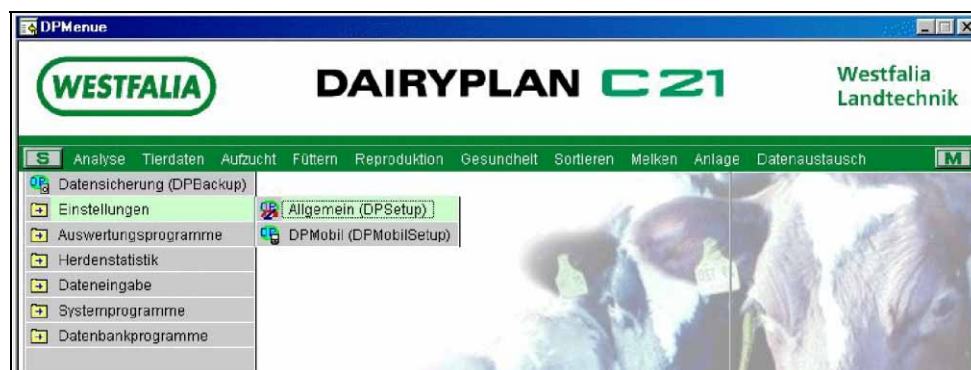 DPMenue
WESTFALIA
DAIRYPLAN C21
Westfalia
Landtechnik
S Analyse Tierdaten Aufzucht Füttern Reproduktion Gesundheit Sortieren Melken Anlage Datenaustausch M
Datensicherung (DPBackup)
Einstellungen
Allgemein (DPSetup)
Auswertungsprogramme
DPMobil (DPMobilSetup)
Herdenstatistik
Dateneingabe
Systemprogramme
Datenbankprogramme